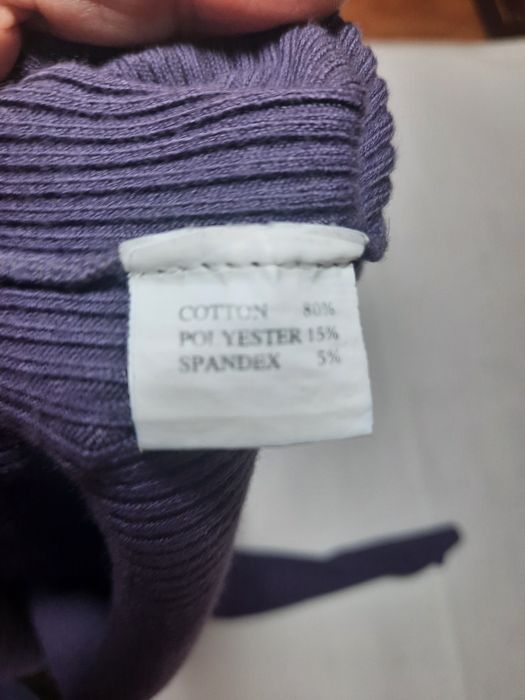 COTTON 80%
POLYESTER 15%
SPANDEX 5%